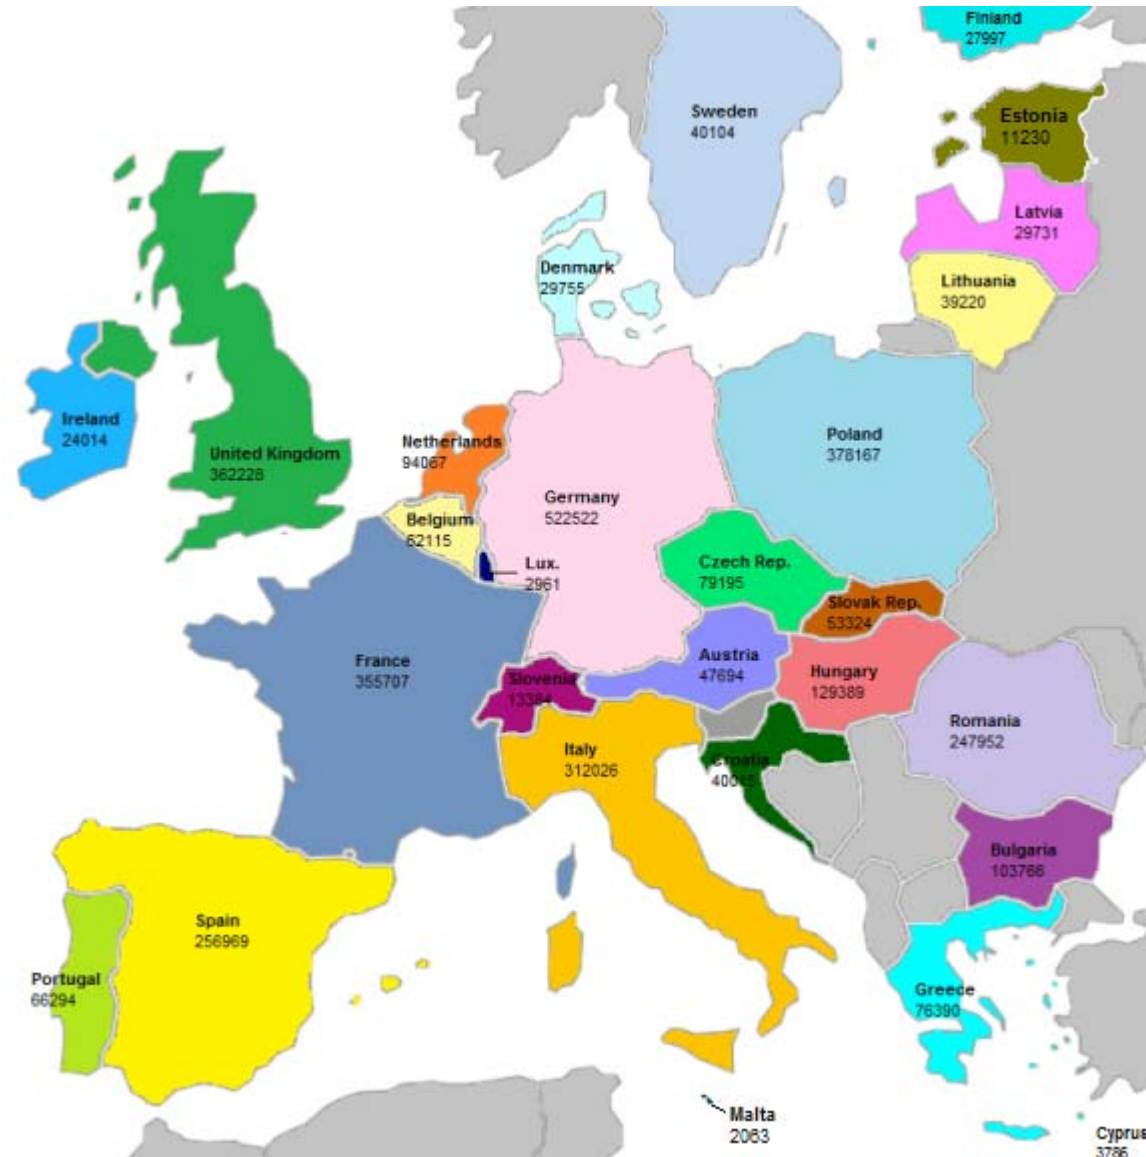 Finland
27997
Sweden
40104
Estonia
11230
Latvia
29731
Denmark
29755
Lithuania
39220
Ireland
24014
United Kingdom
362228
Netherlands
94067
Poland
378167
Germany
522522
Belgium
62115
Lux.
2961
Czech Rep.
79195
Slovak Rep.
53324
France
355707
Slovenia
13384
Austria
47694
Hungary
129389
Romania
247952
Italy
312026
Croatia
Bulgaria
103766
Spain
256969
Portugal
66294
Greece
76390
Malta
2063
Cyprus
3786